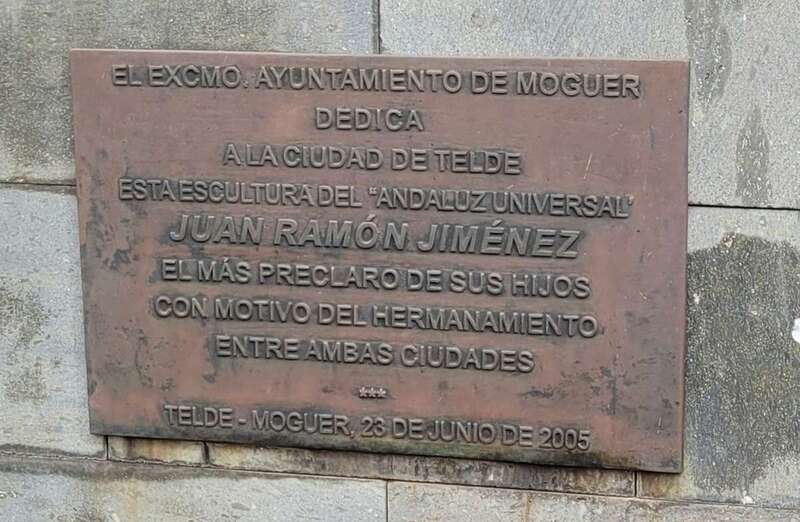 EL EXCMO. AYUNTAMIENTO DE MOGUER
DEDICA
A LA CIUDAD DE TELDE
ESTA ESCULTURA DEL "ANDALUZ UNIVERSAL"
JUAN RAMÓN JIMÉNEZ
EL MÁS PRECLARO DE SUS HIJOS
CON MOTIVO DEL HERMANAMIENTO
ENTRE AMBAS CIUDADES
***
TELDE - MOGUER, 23 DE JUNIO DE 2005